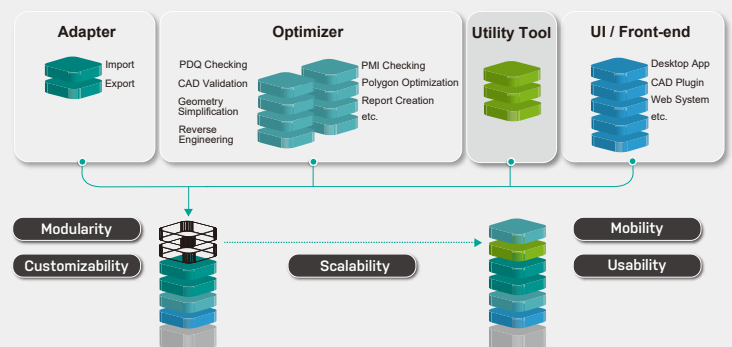 Adapter
Import
Export
Optimizer
PDQ Checking
CAD Validation
Geometry
Simplification
Reverse
Engineering
PMI Checking
Polygon Optimization
Report Creation
etc.
Utility Tool
UI / Front-end
Desktop App
CAD Plugin
Web System
etc.
Modularity
Customizability
Scalability
Mobility
Usability